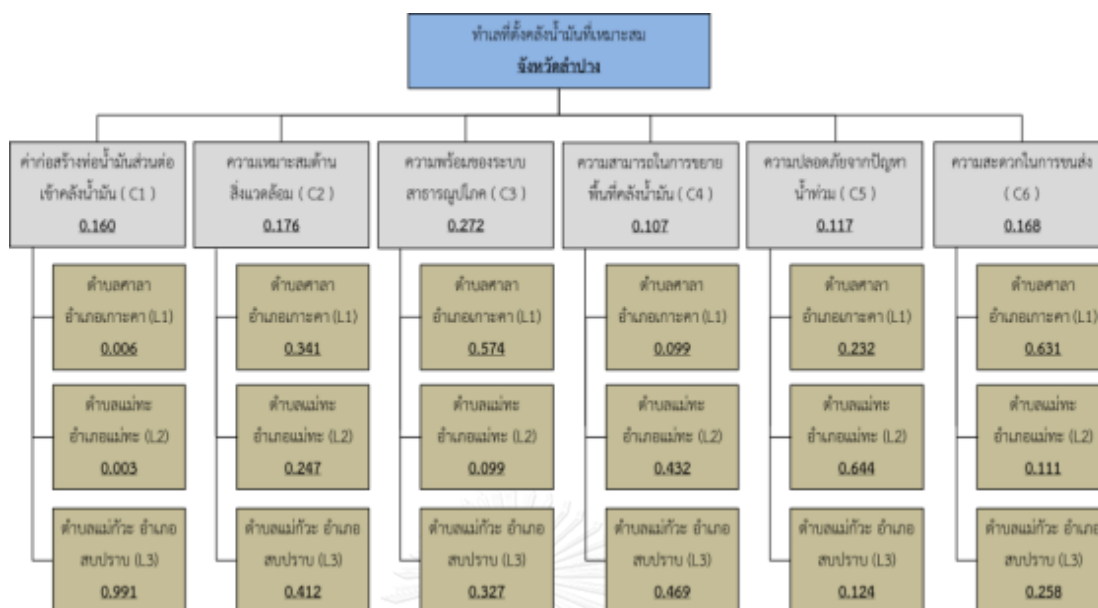 ทำเลที่ตั้งคลังน้ำมันที่เหมาะสม
จังหวัดลำปาง
ค่าก่อสร้างท่อน้ำมันส่วนต่อ
เข้าคลังน้ำมัน ( C1 )
0.160
ความเหมาะสมด้าน
สิ่งแวดล้อม ( C2 )
0.176
ความพร้อมของระบบ
สาธารณูปโภค ( C3 )
0.272
ความสามารถในการขยาย
พื้นที่คลังน้ำมัน ( C4 )
0.107
ความปลอดภัยจากปัญหา
น้ำท่วม ( C5 )
0.117
ความสะดวกในการขนส่ง
( C6 )
0.168
ตำบลศาลา
อำเภอเกาะคา (L1)
0.006
ตำบลศาลา
อำเภอเกาะคา (L1)
0.341
ตำบลศาลา
อำเภอเกาะคา (L1)
0.574
ตำบลศาลา
อำเภอเกาะคา (L1)
0.099
ตำบลศาลา
อำเภอเกาะคา (L1)
0.232
ตำบลศาลา
อำเภอเกาะคา (L1)
0.631
ตำบลแม่ทะ
อำเภอแม่ทะ (L2)
0.003
ตำบลแม่ทะ
อำเภอแม่ทะ (L2)
0.247
ตำบลแม่ทะ
อำเภอแม่ทะ (L2)
0.099
ตำบลแม่ทะ
อำเภอแม่ทะ (L2)
0.432
ตำบลแม่ทะ
อำเภอแม่ทะ (L2)
0.644
ตำบลแม่ทะ
อำเภอแม่ทะ (L2)
0.111
ตำบลแม่กัวะ อำเภอ
สบปราบ (L3)
0.991
ตำบลแม่กัวะ อำเภอ
สบปราบ (L3)
0.412
ตำบลแม่กัวะ อำเภอ
สบปราบ (L3)
0.327
ตำบลแม่กัวะ อำเภอ
สบปราบ (L3)
0.469
ตำบลแม่กัวะ อำเภอ
สบปราบ (L3)
0.124
ตำบลแม่กัวะ อำเภอ
สบปราบ (L3)
0.258